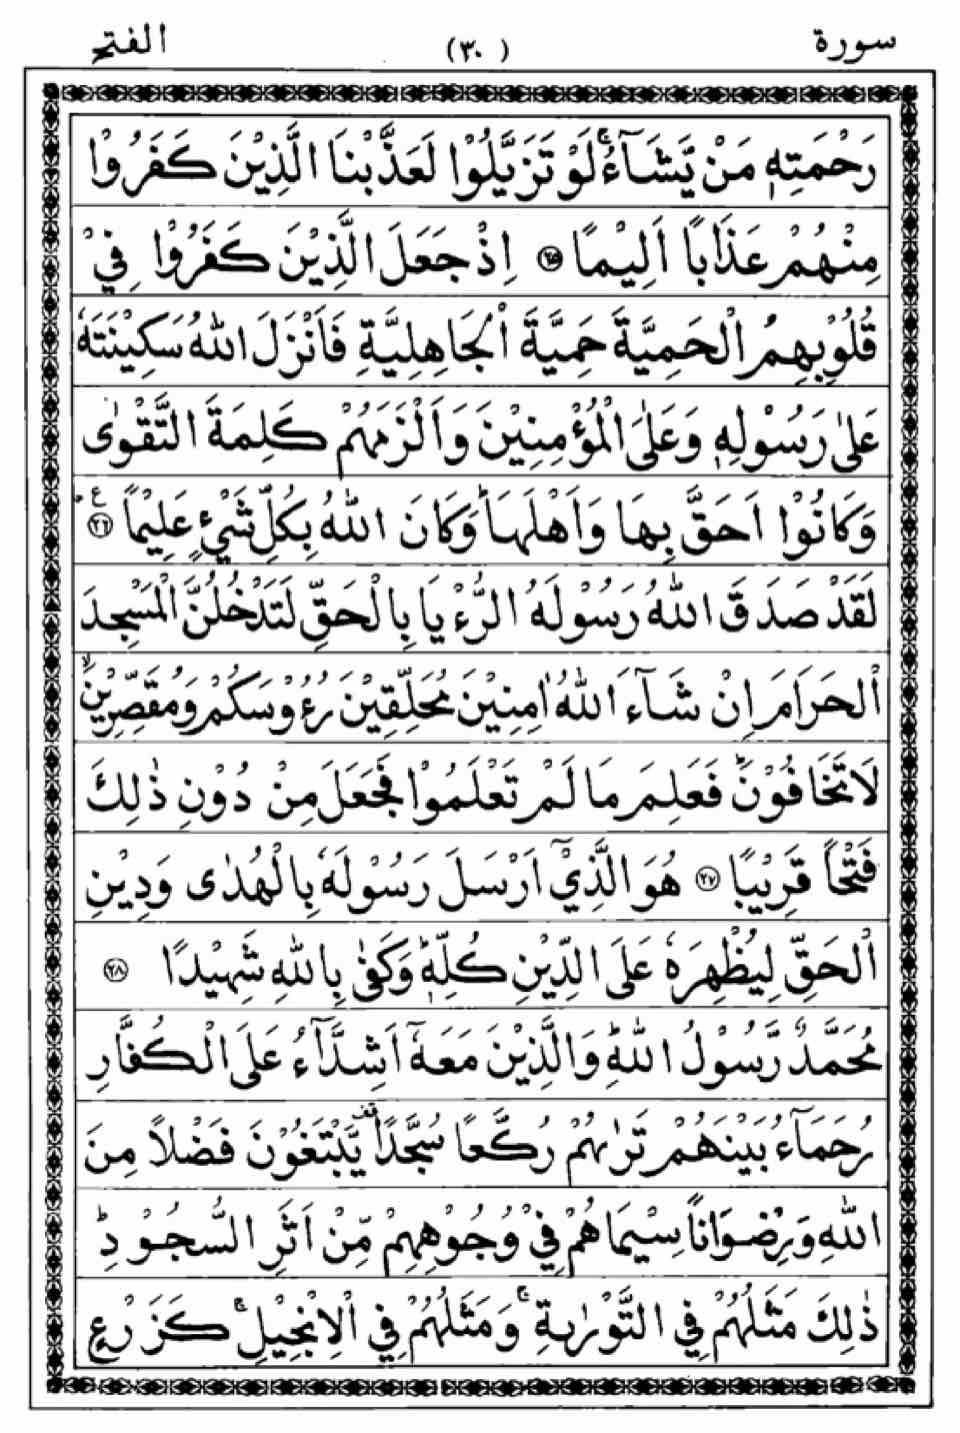 سورة (٣٠) الفتح
رَحْمَتِهٖ مَنْ يَّشَآءُ ۚ لَوْ تَزَيَّلُوْا لَعَذَّبْنَا الَّذِيْنَ كَفَرُوْا
مِنْهُمْ عَذَابًا اَلِيْمًا ۝٢٥ اِذْ جَعَلَ الَّذِيْنَ كَفَرُوْا فِيْ
قُلُوْبِهِمُ الْحَمِيَّةَ حَمِيَّةَ الْجَاهِلِيَّةِ فَاَنْزَلَ اللّٰهُ سَكِيْنَتَهٗ
عَلٰى رَسُوْلِهٖ وَعَلَى الْمُؤْمِنِيْنَ وَاَلْزَمَهُمْ كَلِمَةَ التَّقْوٰى
وَكَانُوْٓا اَحَقَّ بِهَا وَاَهْلَهَا ؕ وَكَانَ اللّٰهُ بِكُلِّ شَيْءٍ عَلِيْمًا ۝٢٦ ع
لَقَدْ صَدَقَ اللّٰهُ رَسُوْلَهُ الرُّءْيَا بِالْحَقِّ لَتَدْخُلُنَّ الْمَسْجِدَ
الْحَرَامَ اِنْ شَآءَ اللّٰهُ اٰمِنِيْنَ مُحَلِّقِيْنَ رُءُوْسَكُمْ وَمُقَصِّرِيْنَ ۙ
لَا تَخَافُوْنَ ؕ فَعَلِمَ مَا لَمْ تَعْلَمُوْا فَجَعَلَ مِنْ دُوْنِ ذٰلِكَ
فَتْحًا قَرِيْبًا ۝٢٧ هُوَ الَّذِيْٓ اَرْسَلَ رَسُوْلَهٗ بِالْهُدٰى وَدِيْنِ
الْحَقِّ لِيُظْهِرَهٗ عَلَى الدِّيْنِ كُلِّهٖ ؕ وَكَفٰى بِاللّٰهِ شَهِيْدًا ۝٢٨
مُحَمَّدٌ رَّسُوْلُ اللّٰهِ ؕ وَالَّذِيْنَ مَعَهٗٓ اَشِدَّآءُ عَلَى الْكُفَّارِ
رُحَمَآءُ بَيْنَهُمْ تَرٰىهُمْ رُكَّعًا سُجَّدًا يَّبْتَغُوْنَ فَضْلًا مِّنَ
اللّٰهِ وَرِضْوَانًا سِيْمَاهُمْ فِيْ وُجُوْهِهِمْ مِّنْ اَثَرِ السُّجُوْدِ ؕ
ذٰلِكَ مَثَلُهُمْ فِي التَّوْرٰىةِ ۚ وَمَثَلُهُمْ فِي الْاِنْجِيْلِ ۚ كَزَرْعٍ